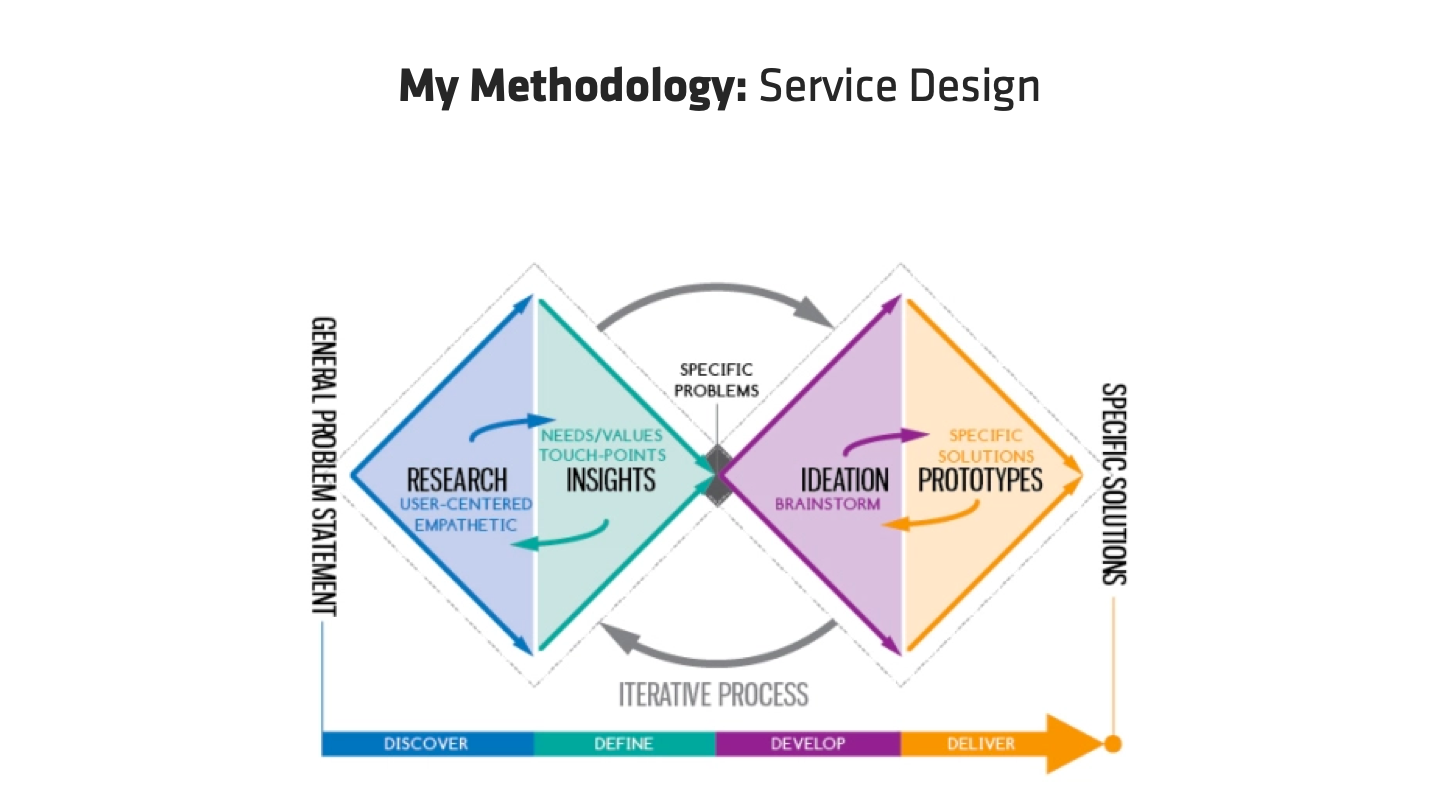 My Methodology: Service Design
GENERAL PROBLEM STATEMENT
SPECIFIC
PROBLEMS
NEEDS/VALUES
TOUCH-POINTS
RESEARCH
INSIGHTS
USER-CENTERED
EMPATHETIC
SPECIFIC
SOLUTIONS
IDEATION
PROTOTYPES
BRAINSTORM
SPECIFIC SOLUTIONS
ITERATIVE PROCESS
DISCOVER
DEFINE
DEVELOP
DELIVER